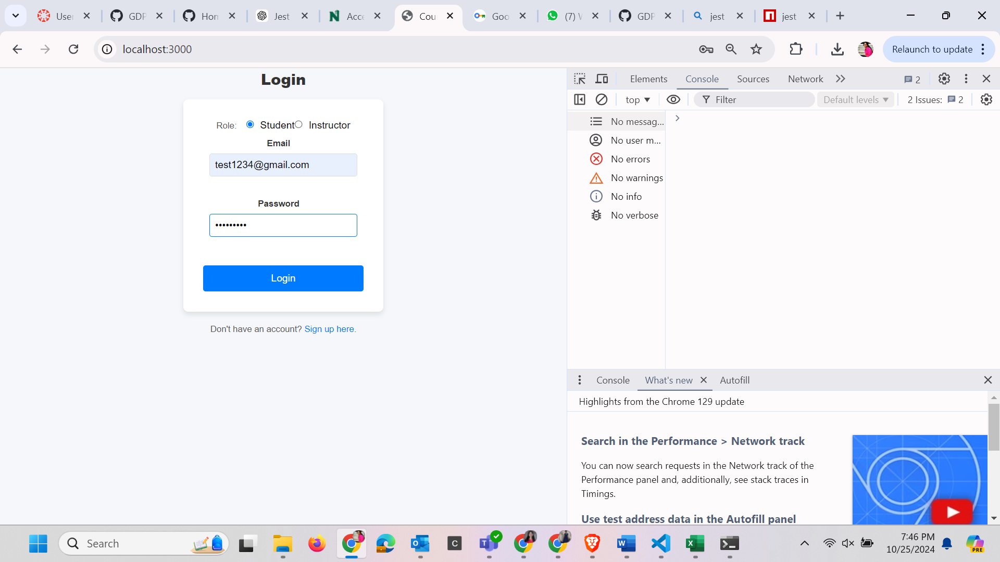 User
GDP
Hom
Jest
Acce
Cou
Goo
(7) W
GDP
jest
jest
localhost:3000
Relaunch to update
Login
Role: Student Instructor
Email
test1234@gmail.com
Password
•••••••••
Login
Don't have an account? Sign up here.
Elements Console Sources Network 2
top Filter Default levels 2 Issues: 2
No messag...
No user m...
No errors
No warnings
No info
No verbose
Console What's new Autofill
Highlights from the Chrome 129 update
Search in the Performance > Network track
You can now search requests in the Network track of the
Performance panel and, additionally, see stack traces in
Timings.
Use test address data in the Autofill panel
Search
C
PRE
7:46 PM
10/25/2024